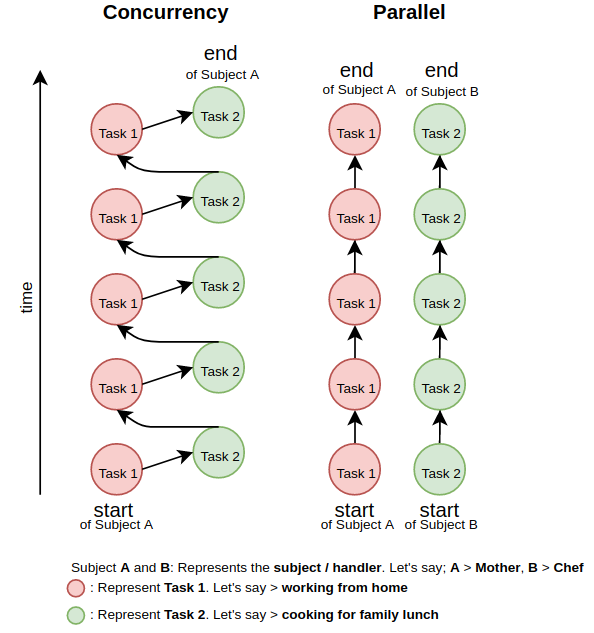 Concurrency
Parallel
end
of Subject A
end
of Subject A
end
of Subject B
time
Task 1
Task 2
Task 1
Task 2
Task 1
Task 2
Task 1
Task 2
Task 1
Task 2
Task 1
Task 2
Task 1
Task 2
Task 1
Task 2
Task 1
Task 2
Task 1
Task 2
start
of Subject A
start
of Subject A
start
of Subject B
Subject A and B: Represents the subject / handler. Let's say; A > Mother, B > Chef
: Represent Task 1. Let's say > working from home
: Represent Task 2. Let's say > cooking for family lunch